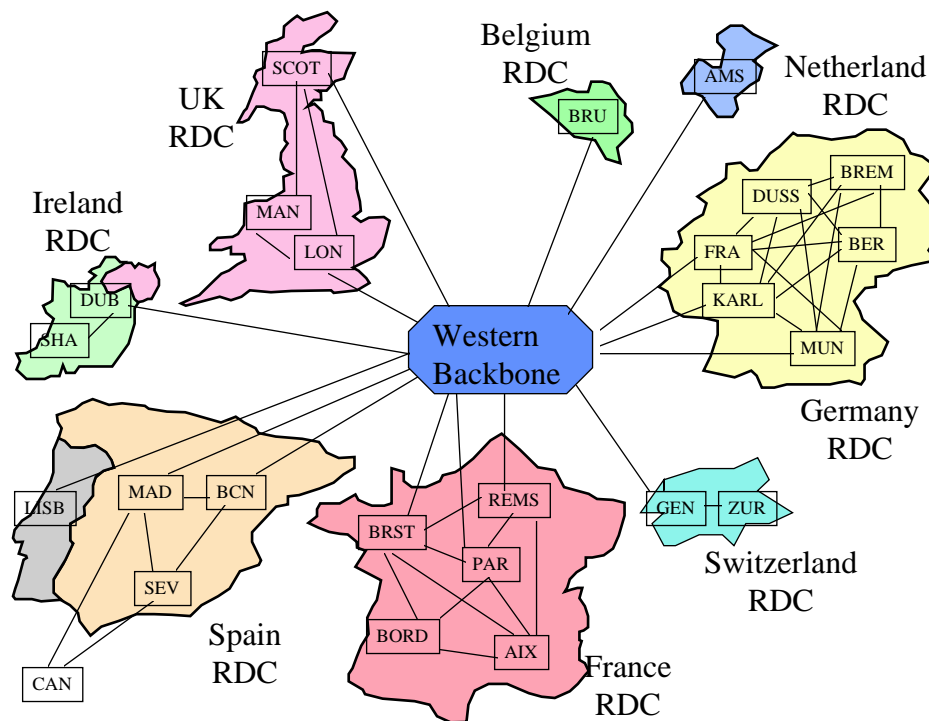 Belgium
RDC
SCOT
AMS
Netherland
RDC
UK
RDC
BRU
BREM
DUSS
Ireland
RDC
MAN
LON
FRA
BER
DUB
KARL
SHA
Western
Backbone
MUN
Germany
RDC
LISB
MAD
BCN
REMS
GEN
ZUR
BRST
PAR
Switzerland
RDC
SEV
BORD
AIX
Spain
RDC
CAN
France
RDC